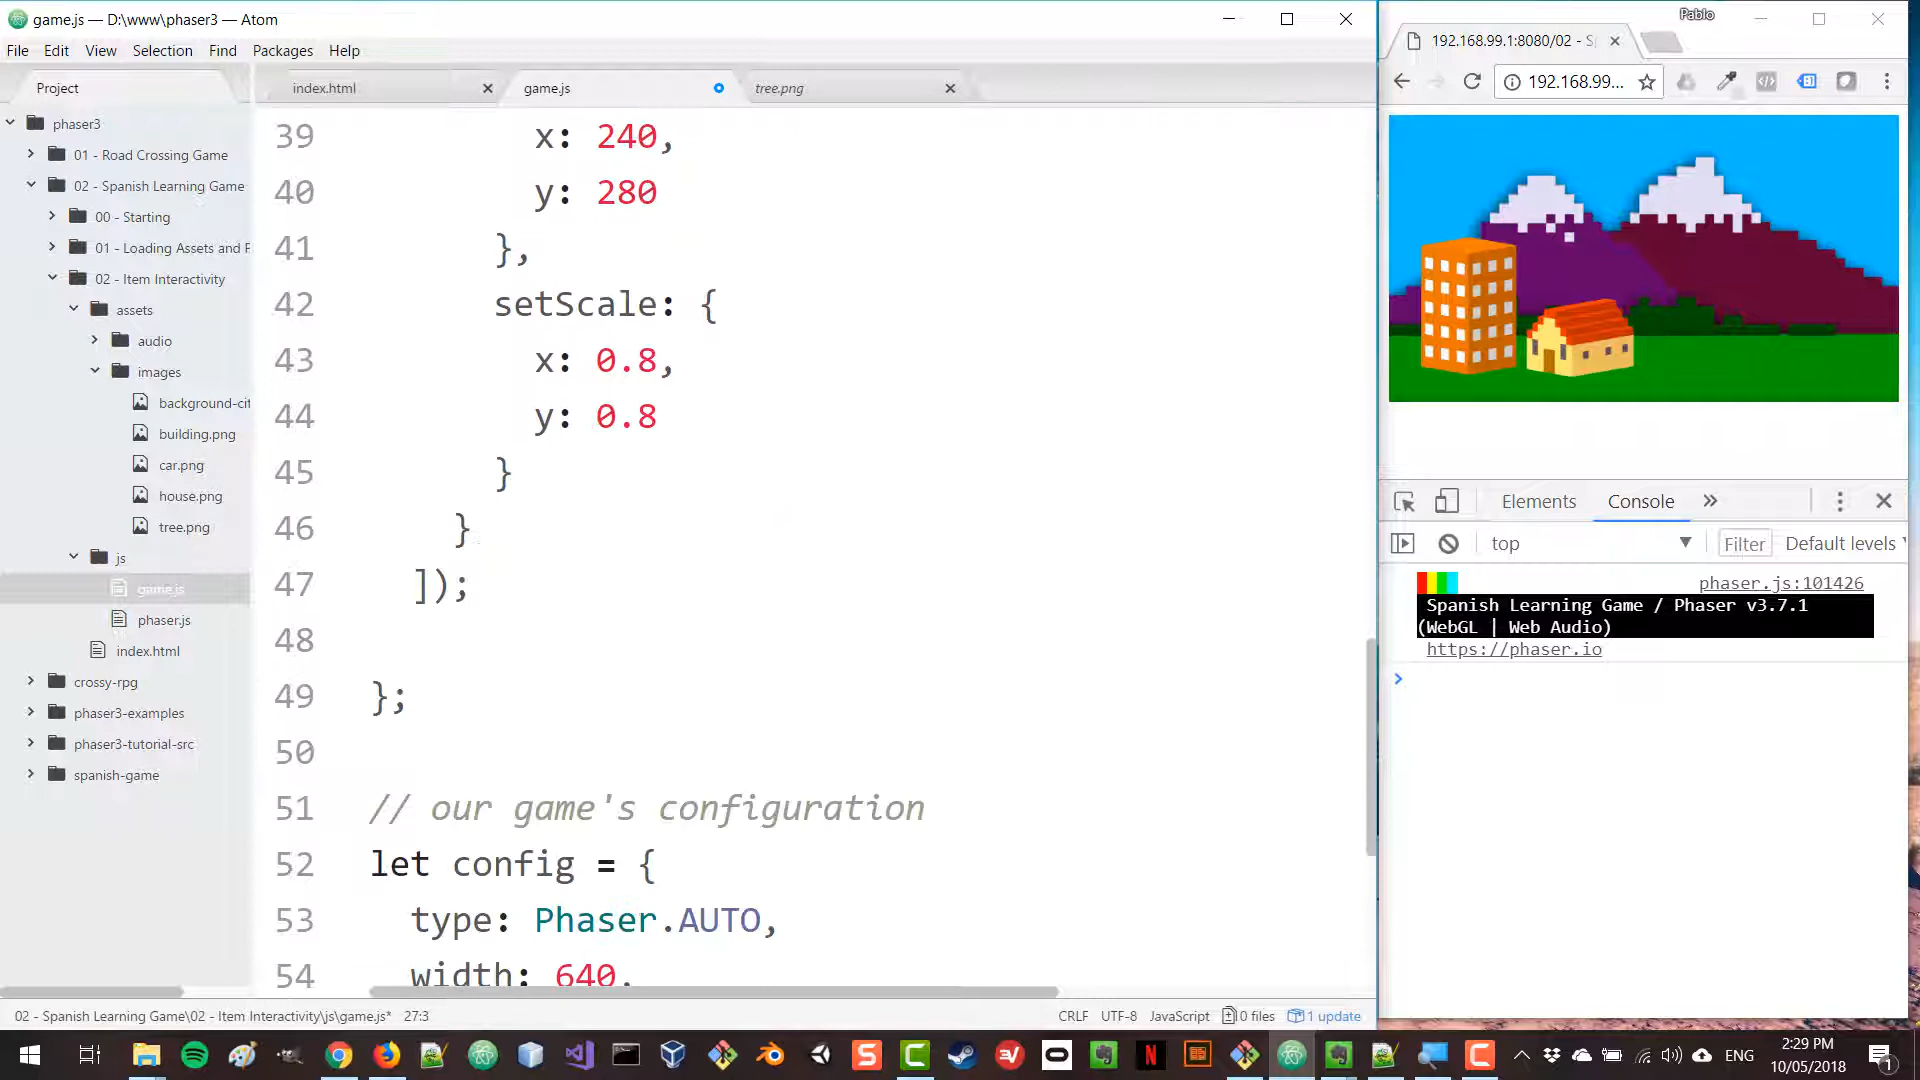 game.js — D:\www\phaser3 — Atom
File Edit View Selection Find Packages Help
Project
index.html
game.js
tree.png
phaser3
01 - Road Crossing Game
02 - Spanish Learning Game
00 - Starting
01 - Loading Assets and F
02 - Item Interactivity
assets
audio
images
background-cit
building.png
car.png
house.png
tree.png
js
game.js
phaser.js
index.html
crossy-rpg
phaser3-examples
phaser3-tutorial-src
spanish-game
39 x: 240,
40 y: 280
41 },
42 setScale: {
43 x: 0.8,
44 y: 0.8
45 }
46 }
47 ]);
48
49 };
50
51 // our game's configuration
52 let config = {
53 type: Phaser.AUTO,
54 width: 640,
02 - Spanish Learning Game\02 - Item Interactivity\js\game.js* 27:3
CRLF UTF-8 JavaScript 0 files 1 update
Pablo
192.168.99.1:8080/02 - S
192.168.99...
Elements Console
top Filter Default levels
phaser.js:101426
Spanish Learning Game / Phaser v3.7.1
(WebGL | Web Audio)
https://phaser.io
ENG
2:29 PM
10/05/2018
1